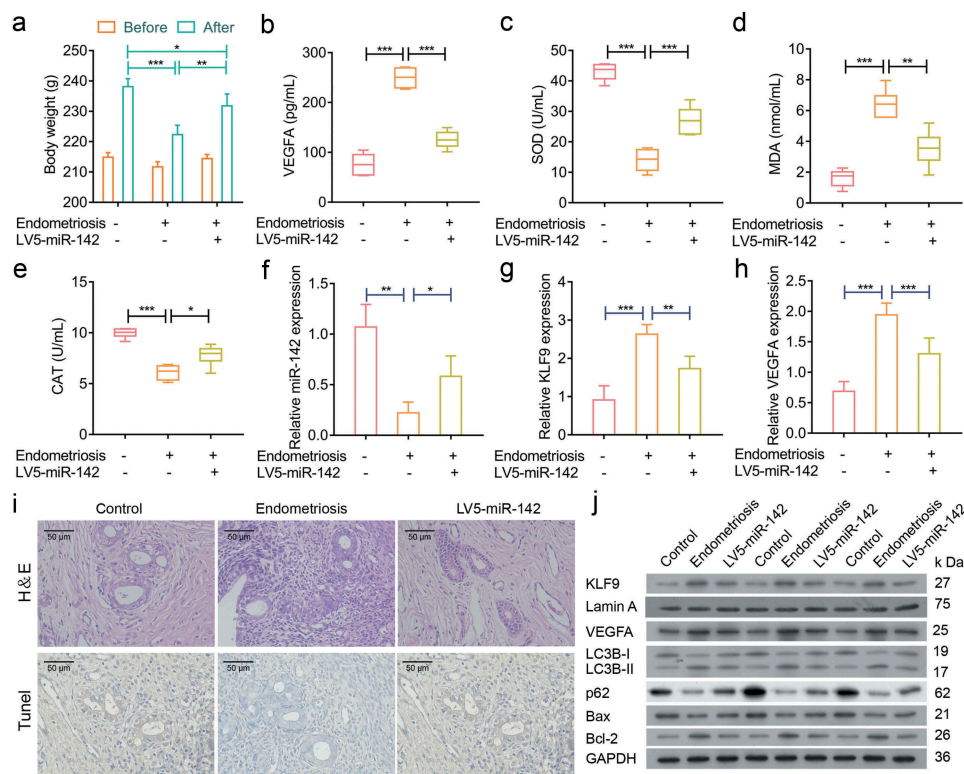 a
Before After
Body weight (g)
250
240
230
220
210
200
*
***
**
Endometriosis - + +
LV5-miR-142 - - +
b
VEGFA (pg/mL)
300
200
100
0
*** ***
Endometriosis - + +
LV5-miR-142 - - +
c
SOD (U/mL)
50
40
30
20
10
0
*** ***
Endometriosis - + +
LV5-miR-142 - - +
d
MDA (nmol/mL)
10
8
6
4
2
0
*** **
Endometriosis - + +
LV5-miR-142 - - +
e
CAT (U/mL)
15
10
5
0
*** *
Endometriosis - + +
LV5-miR-142 - - +
f
Relative miR-142 expression
1.5
1.0
0.5
0.0
** *
Endometriosis - + +
LV5-miR-142 - - +
g
Relative KLF9 expression
4
3
2
1
0
*** **
Endometriosis - + +
LV5-miR-142 - - +
h
Relative VEGFA expression
2.5
2.0
1.5
1.0
0.5
0.0
*** ***
Endometriosis - + +
LV5-miR-142 - - +
i
Control Endometriosis LV5-miR-142
H&E
50 μm 50 μm 50 μm
Tunel
50 μm 50 μm 50 μm
j
Control Endometriosis LV5-miR-142 Control Endometriosis LV5-miR-142 Control Endometriosis LV5-miR-142
k Da
KLF9 27
Lamin A 75
VEGFA 25
LC3B-I 19
LC3B-II 17
p62 62
Bax 21
Bcl-2 26
GAPDH 36